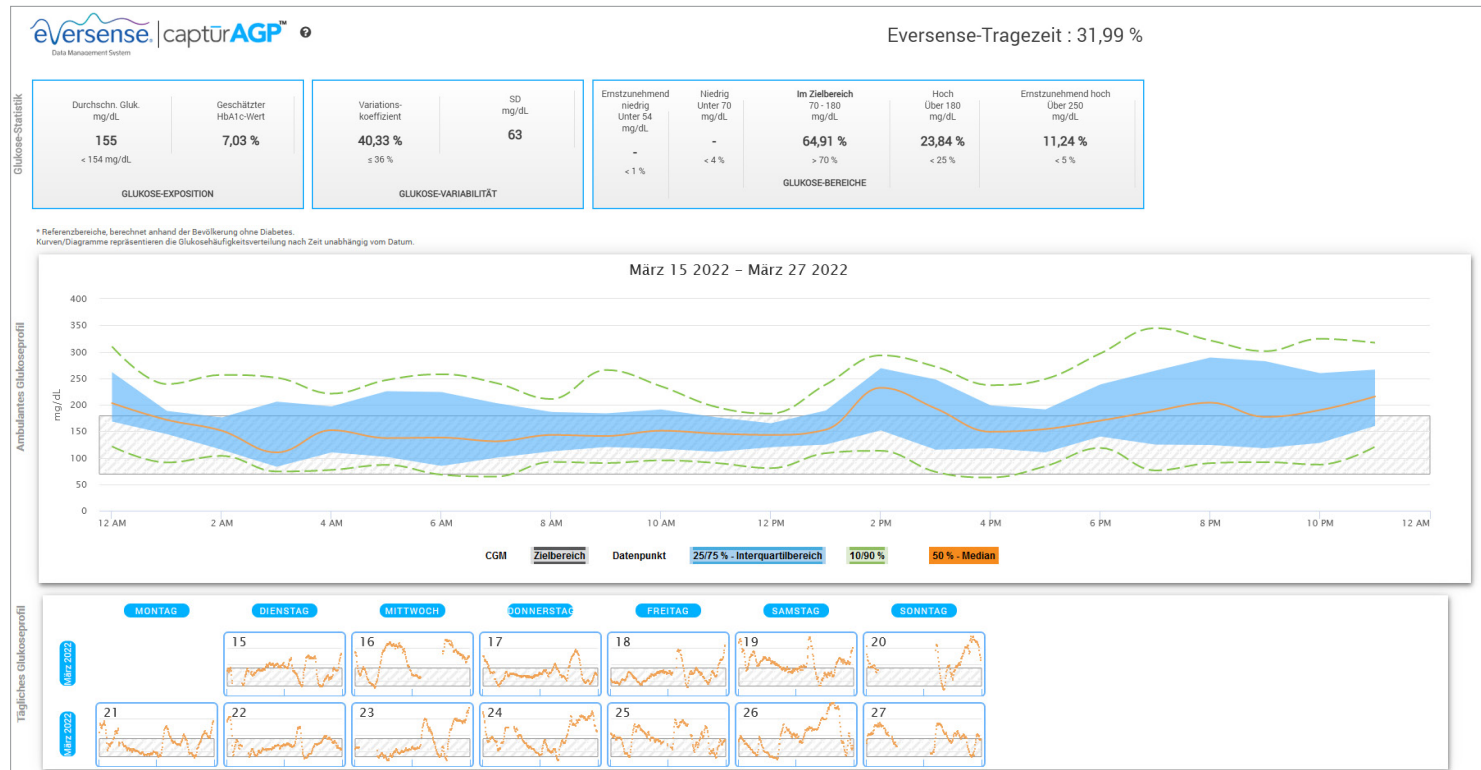 eversense. | captūrAGP™ ?
Data Management System
Eversense-Tragezeit : 31,99 %
Glukose-Statistik
Durchschn. Gluk.
mg/dL
155
< 154 mg/dL
Geschätzter
HbA1c-Wert
7,03 %
GLUKOSE-EXPOSITION
Variations-
koeffizient
40,33 %
≤ 36 %
SD
mg/dL
63
GLUKOSE-VARIABILITÄT
Ernstzunehmend
niedrig
Unter 54
mg/dL
-
< 1 %
Niedrig
Unter 70
mg/dL
-
< 4 %
Im Zielbereich
70 - 180
mg/dL
64,91 %
> 70 %
Hoch
Über 180
mg/dL
23,84 %
< 25 %
Ernstzunehmend hoch
Über 250
mg/dL
11,24 %
< 5 %
GLUKOSE-BEREICHE
* Referenzbereiche, berechnet anhand der Bevölkerung ohne Diabetes.
Kurven/Diagramme repräsentieren die Glukosehäufigkeitsverteilung nach Zeit unabhängig vom Datum.
Ambulantes Glukoseprofil
März 15 2022 – März 27 2022
mg/dL
400
350
300
250
200
150
100
50
0
12 AM 2 AM 4 AM 6 AM 8 AM 10 AM 12 PM 2 PM 4 PM 6 PM 8 PM 10 PM 12 AM
CGM Zielbereich Datenpunkt 25/75 % - Interquartilbereich 10/90 % 50 % - Median
Tägliches Glukoseprofil
MONTAG DIENSTAG MITTWOCH DONNERSTAG FREITAG SAMSTAG SONNTAG
März 2022
15 16 17 18 19 20
März 2022
21 22 23 24 25 26 27